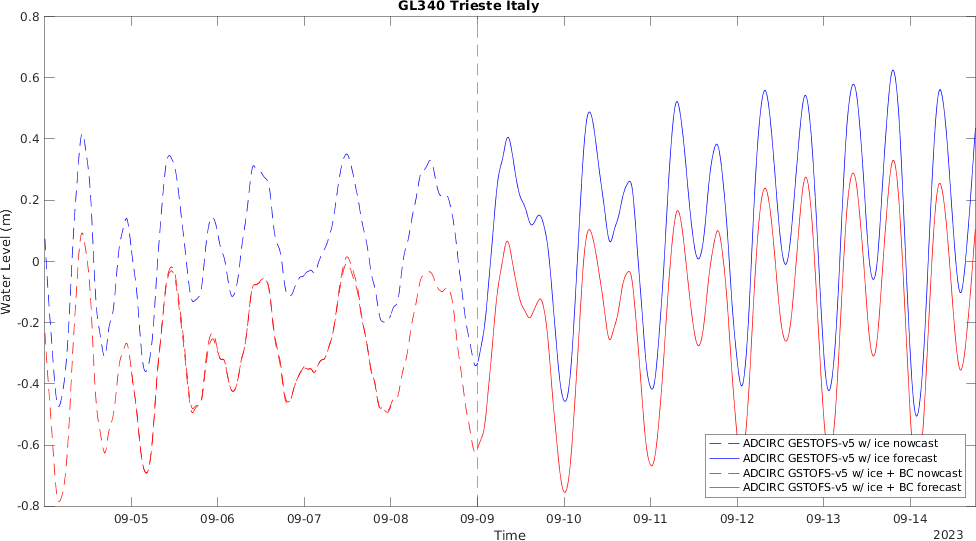 GL340 Trieste Italy
0.8
0.6
0.4
0.2
0
-0.2
-0.4
-0.6
-0.8
Water Level (m)
09-05 09-06 09-07 09-08 09-09 09-10 09-11 09-12 09-13 09-14
Time
2023
ADCIRC GESTOFS-v5 w/ ice nowcast
ADCIRC GESTOFS-v5 w/ ice forecast
ADCIRC GSTOFS-v5 w/ ice + BC nowcast
ADCIRC GSTOFS-v5 w/ ice + BC forecast